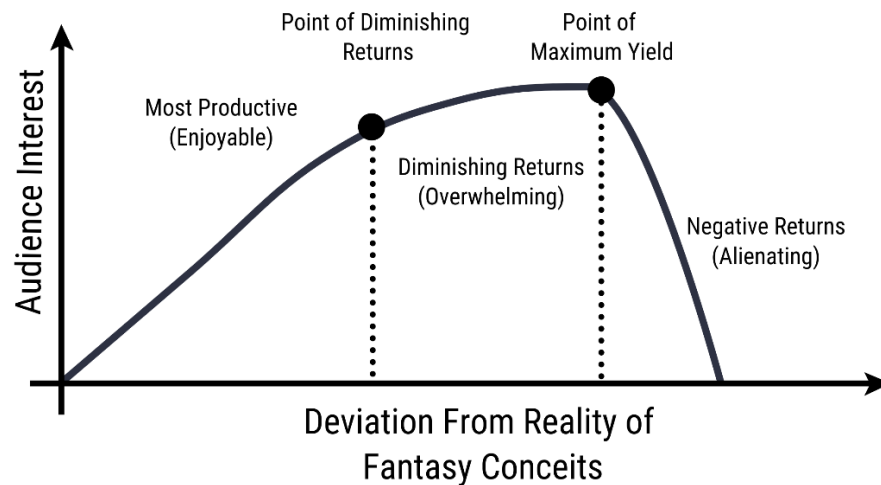 Point of Diminishing
Returns
Point of
Maximum Yield
Most Productive
(Enjoyable)
Diminishing Returns
(Overwhelming)
Negative Returns
(Alienating)
Audience Interest
Deviation From Reality of
Fantasy Conceits